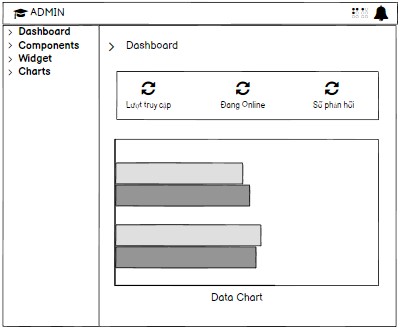 ADMIN
Dashboard
Components
Widget
Charts
Dashboard
Lượt truy cập
Đang Online
Số phản hồi
Data Chart